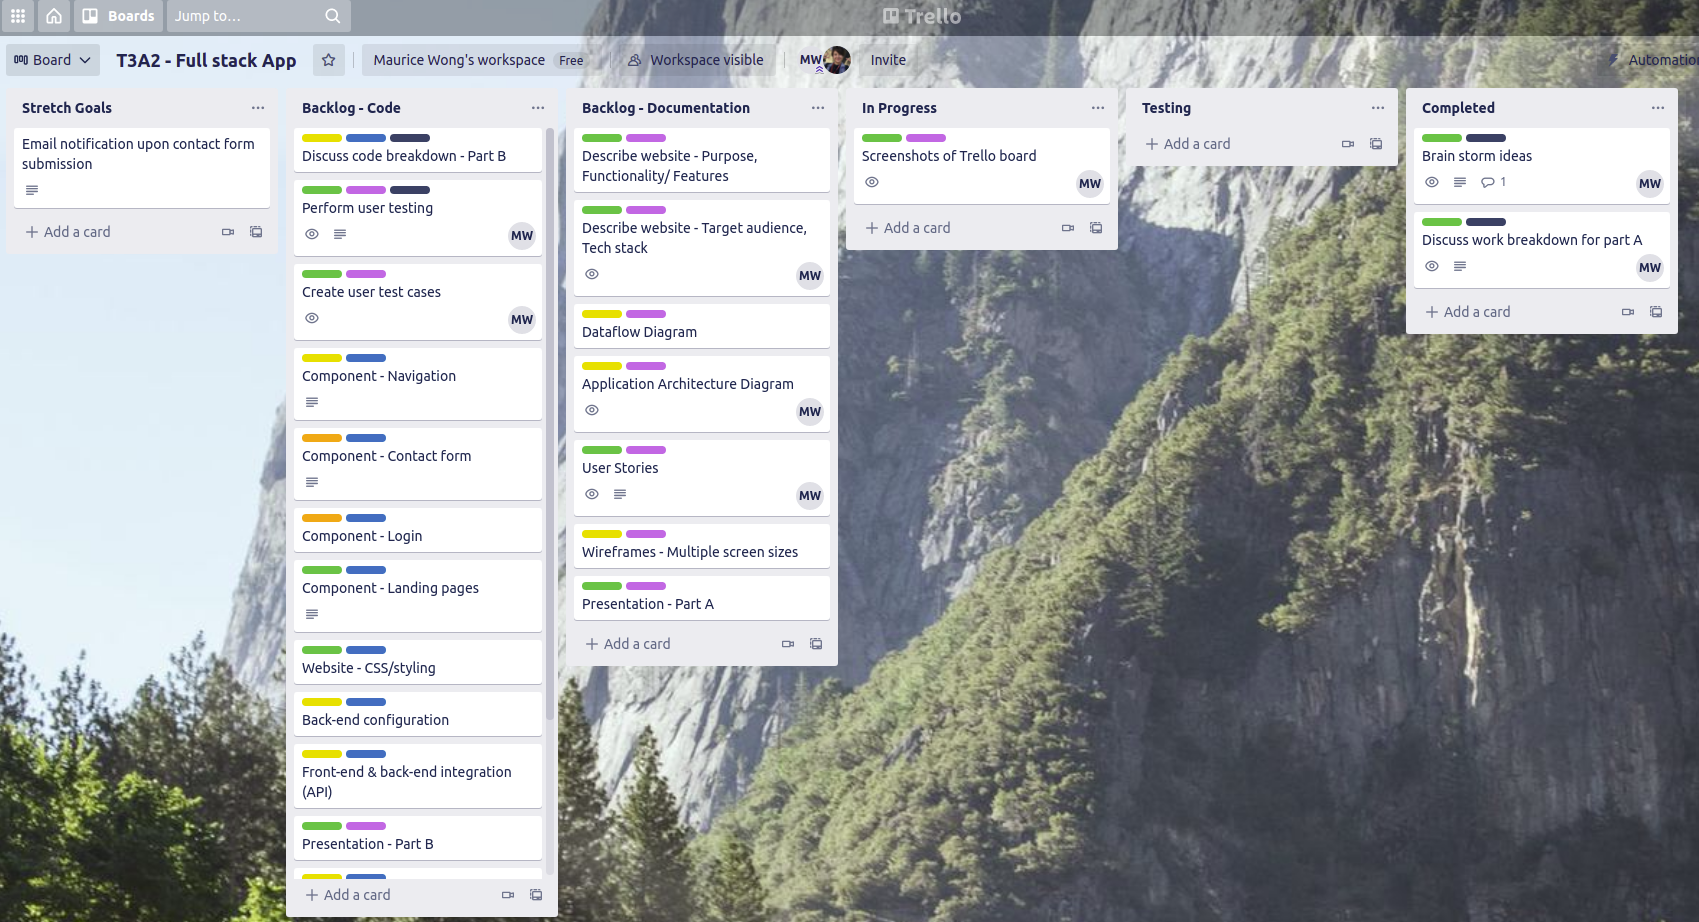 Boards
Jump to...
Trello
Board
T3A2 - Full stack App
Maurice Wong's workspace
Free
Workspace visible
MW
Invite
Stretch Goals
Email notification upon contact form
submission
Add a card
Backlog - Code
Discuss code breakdown - Part B
Perform user testing
MW
Create user test cases
MW
Component - Navigation
Component - Contact form
Component - Login
Component - Landing pages
Website - CSS/styling
Back-end configuration
Front-end & back-end integration
(API)
Presentation - Part B
Add a card
Backlog - Documentation
Describe website - Purpose,
Functionality/ Features
Describe website - Target audience,
Tech stack
MW
Dataflow Diagram
Application Architecture Diagram
MW
User Stories
MW
Wireframes - Multiple screen sizes
Presentation - Part A
Add a card
In Progress
Screenshots of Trello board
MW
Add a card
Testing
Add a card
Completed
Brain storm ideas
1
MW
Discuss work breakdown for part A
MW
Add a card